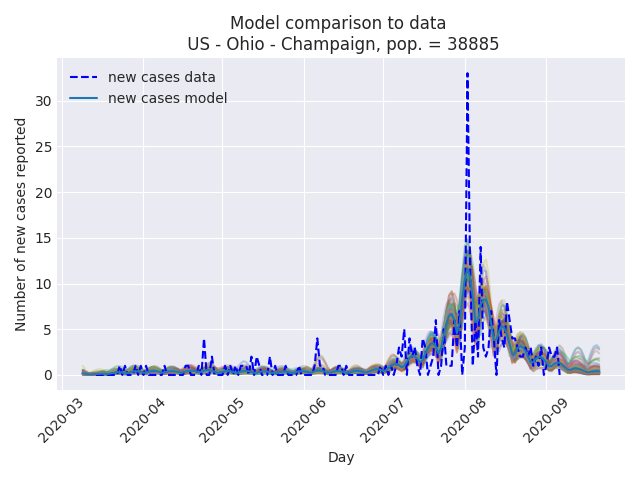 Model comparison to data
US - Ohio - Champaign, pop. = 38885
new cases data
new cases model
Number of new cases reported
30
25
20
15
10
5
0
2020-03
2020-04
2020-05
2020-06
2020-07
2020-08
2020-09
Day